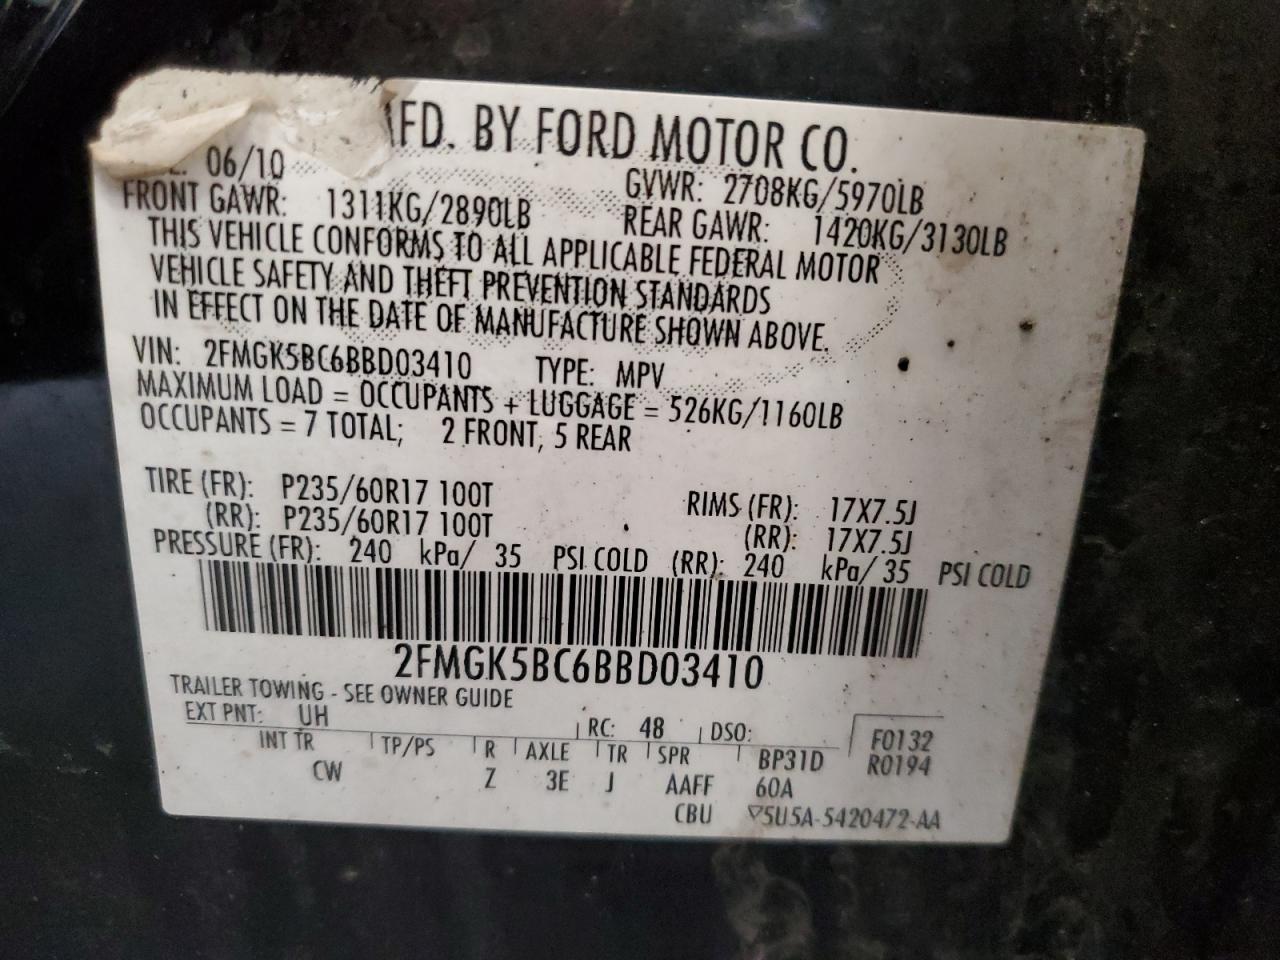 MFD. BY FORD MOTOR CO.
06/10 GVWR: 2708KG/5970LB
FRONT GAWR: 1311KG/2890LB REAR GAWR: 1420KG/3130LB
THIS VEHICLE CONFORMS TO ALL APPLICABLE FEDERAL MOTOR
VEHICLE SAFETY AND THEFT PREVENTION STANDARDS
IN EFFECT ON THE DATE OF MANUFACTURE SHOWN ABOVE.
VIN: 2FMGK5BC6BBD03410 TYPE: MPV
MAXIMUM LOAD = OCCUPANTS + LUGGAGE = 526KG/1160LB
OCCUPANTS = 7 TOTAL; 2 FRONT, 5 REAR
TIRE (FR): P235/60R17 100T RIMS (FR): 17X7.5J
(RR): P235/60R17 100T (RR): 17X7.5J
PRESSURE (FR): 240 kPa/ 35 PSI COLD (RR): 240 kPa/ 35 PSI COLD
2FMGK5BC6BBD03410
TRAILER TOWING - SEE OWNER GUIDE
EXT PNT: UH RC: 48 DSO: F0132
INT TR TP/PS R AXLE TR SPR BP31D R0194
CW Z 3E J AAFF 60A
CBU ▽5U5A-5420472-AA